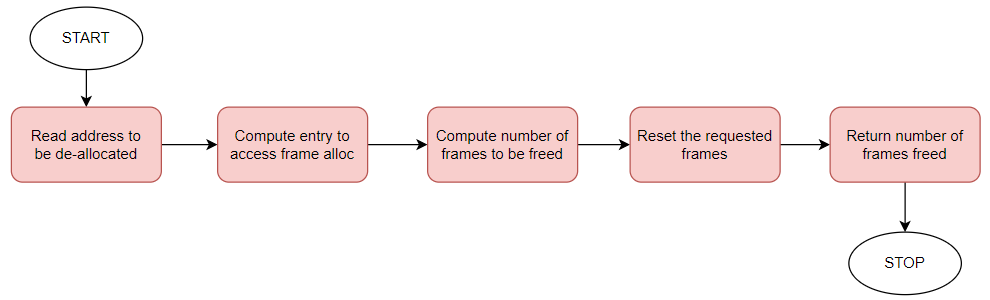 START
Read address to
be de-allocated
Compute entry to
access frame alloc
Compute number of
frames to be freed
Reset the requested
frames
Return number of
frames freed
STOP